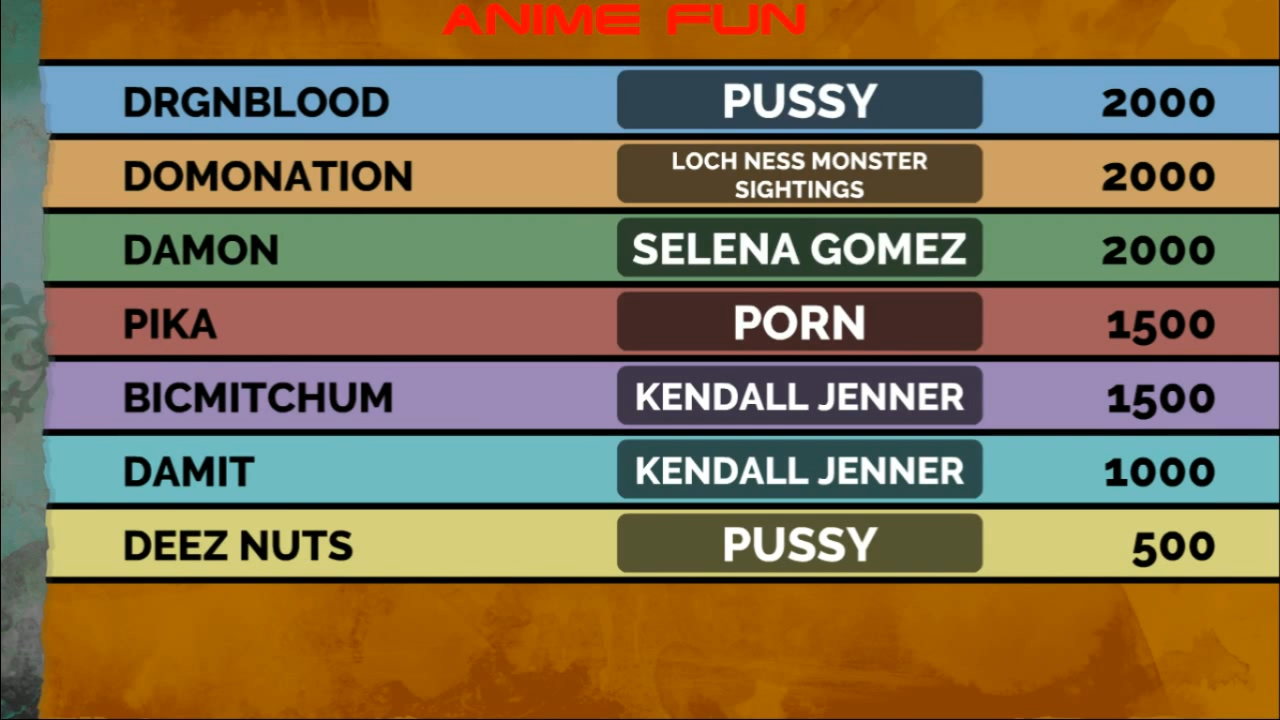 ANIME FUN
DRGNBLOOD PUSSY 2000
DOMONATION LOCH NESS MONSTER SIGHTINGS 2000
DAMON SELENA GOMEZ 2000
PIKA PORN 1500
BICMITCHUM KENDALL JENNER 1500
DAMIT KENDALL JENNER 1000
DEEZ NUTS PUSSY 500